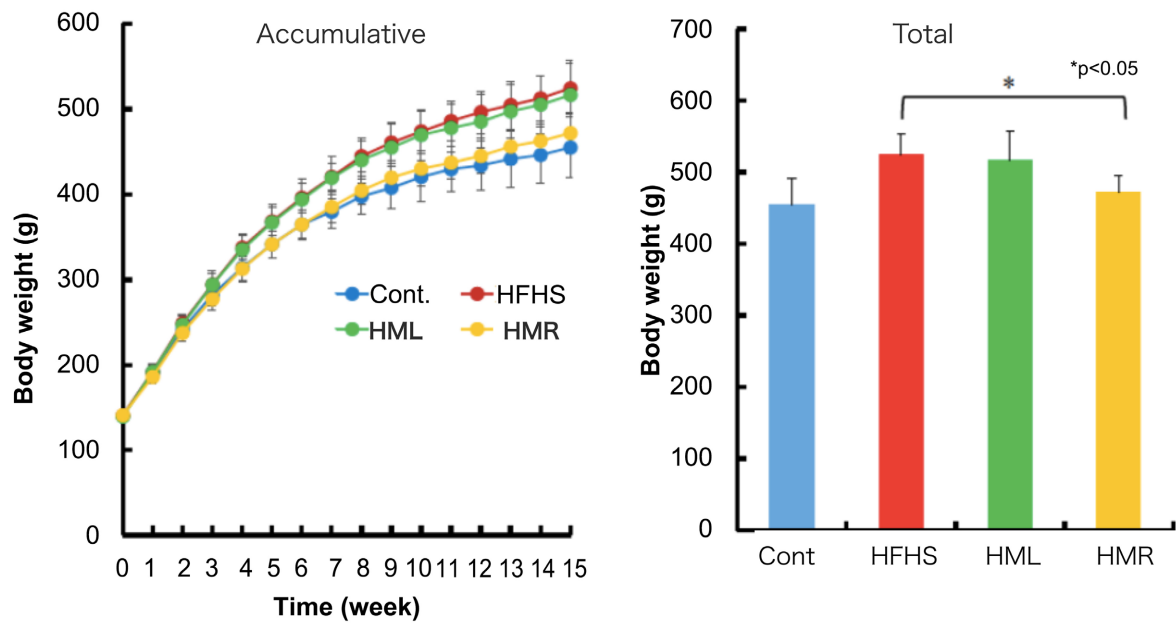 Accumulative
600
500
400
300
200
100
0
Body weight (g)
Cont. HFHS
HML HMR
0 1 2 3 4 5 6 7 8 9 10 11 12 13 14 15
Time (week)
Total
*p<0.05
*
700
600
500
400
300
200
100
0
Body weight (g)
Cont HFHS HML HMR